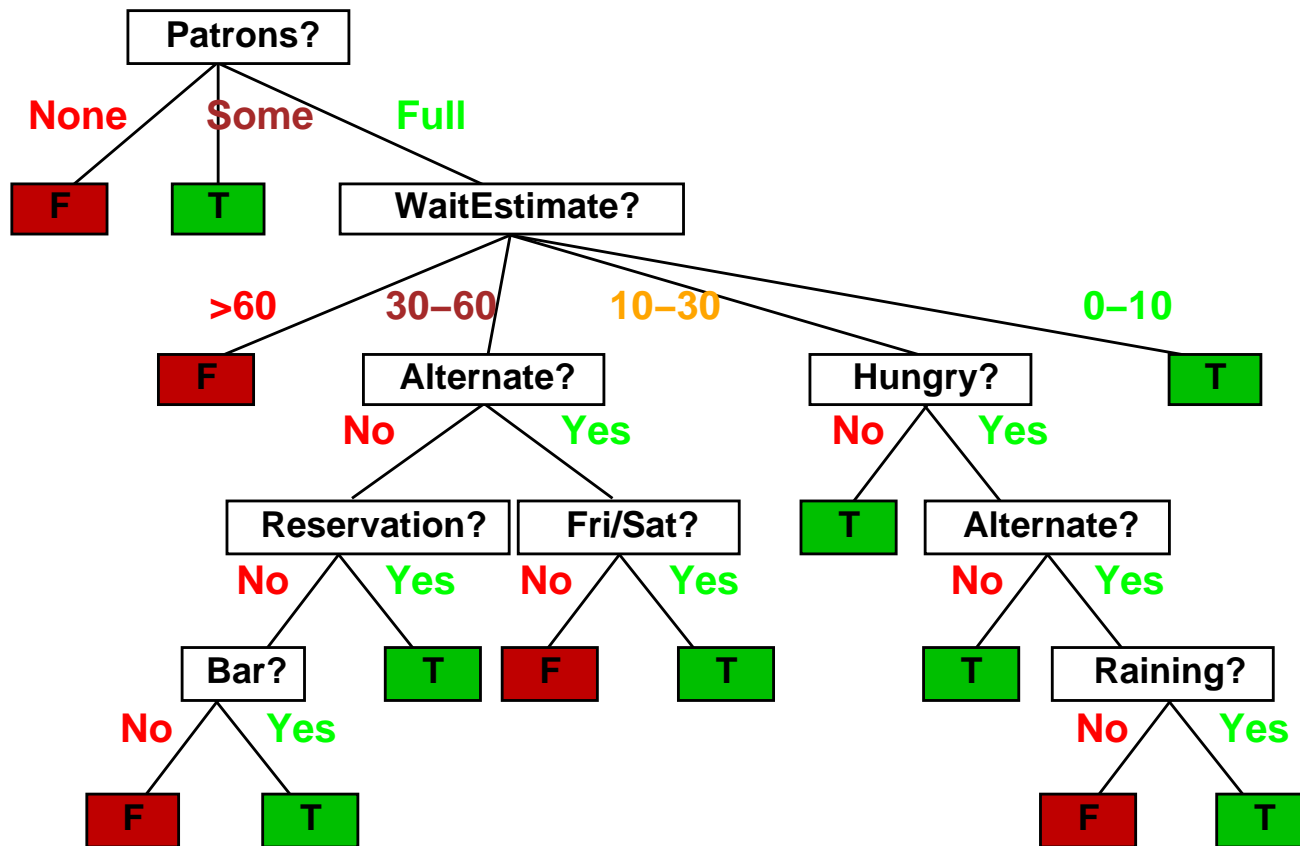 Patrons?
None Some Full
F T WaitEstimate?
>60 30–60 10–30 0–10
F Alternate? Hungry? T
No Yes No Yes
Reservation? Fri/Sat? T Alternate?
No Yes No Yes No Yes
Bar? T F T T Raining?
No Yes No Yes
F T F T